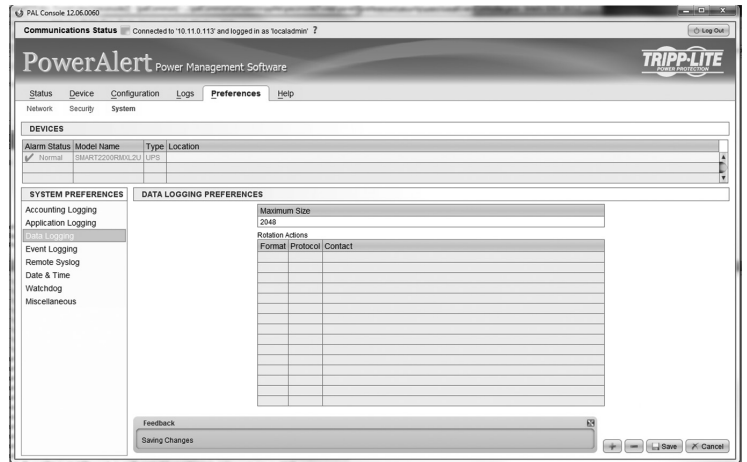 PAL Console 12.06.0060
Communications Status Connected to '10.11.0.113' and logged in as 'localadmin' ? Log Out
PowerAlert Power Management Software TRIPP-LITE
POWER PROTECTION
Status Device Configuration Logs Preferences Help
Network Security System
DEVICES
Alarm Status Model Name Type Location
Normal SMART2200RMXL2U UPS
SYSTEM PREFERENCES DATA LOGGING PREFERENCES
Accounting Logging
Application Logging
Data Logging
Event Logging
Remote Syslog
Date & Time
Watchdog
Miscellaneous
Maximum Size
2048
Rotation Actions
Format Protocol Contact
Feedback
Saving Changes
Save Cancel